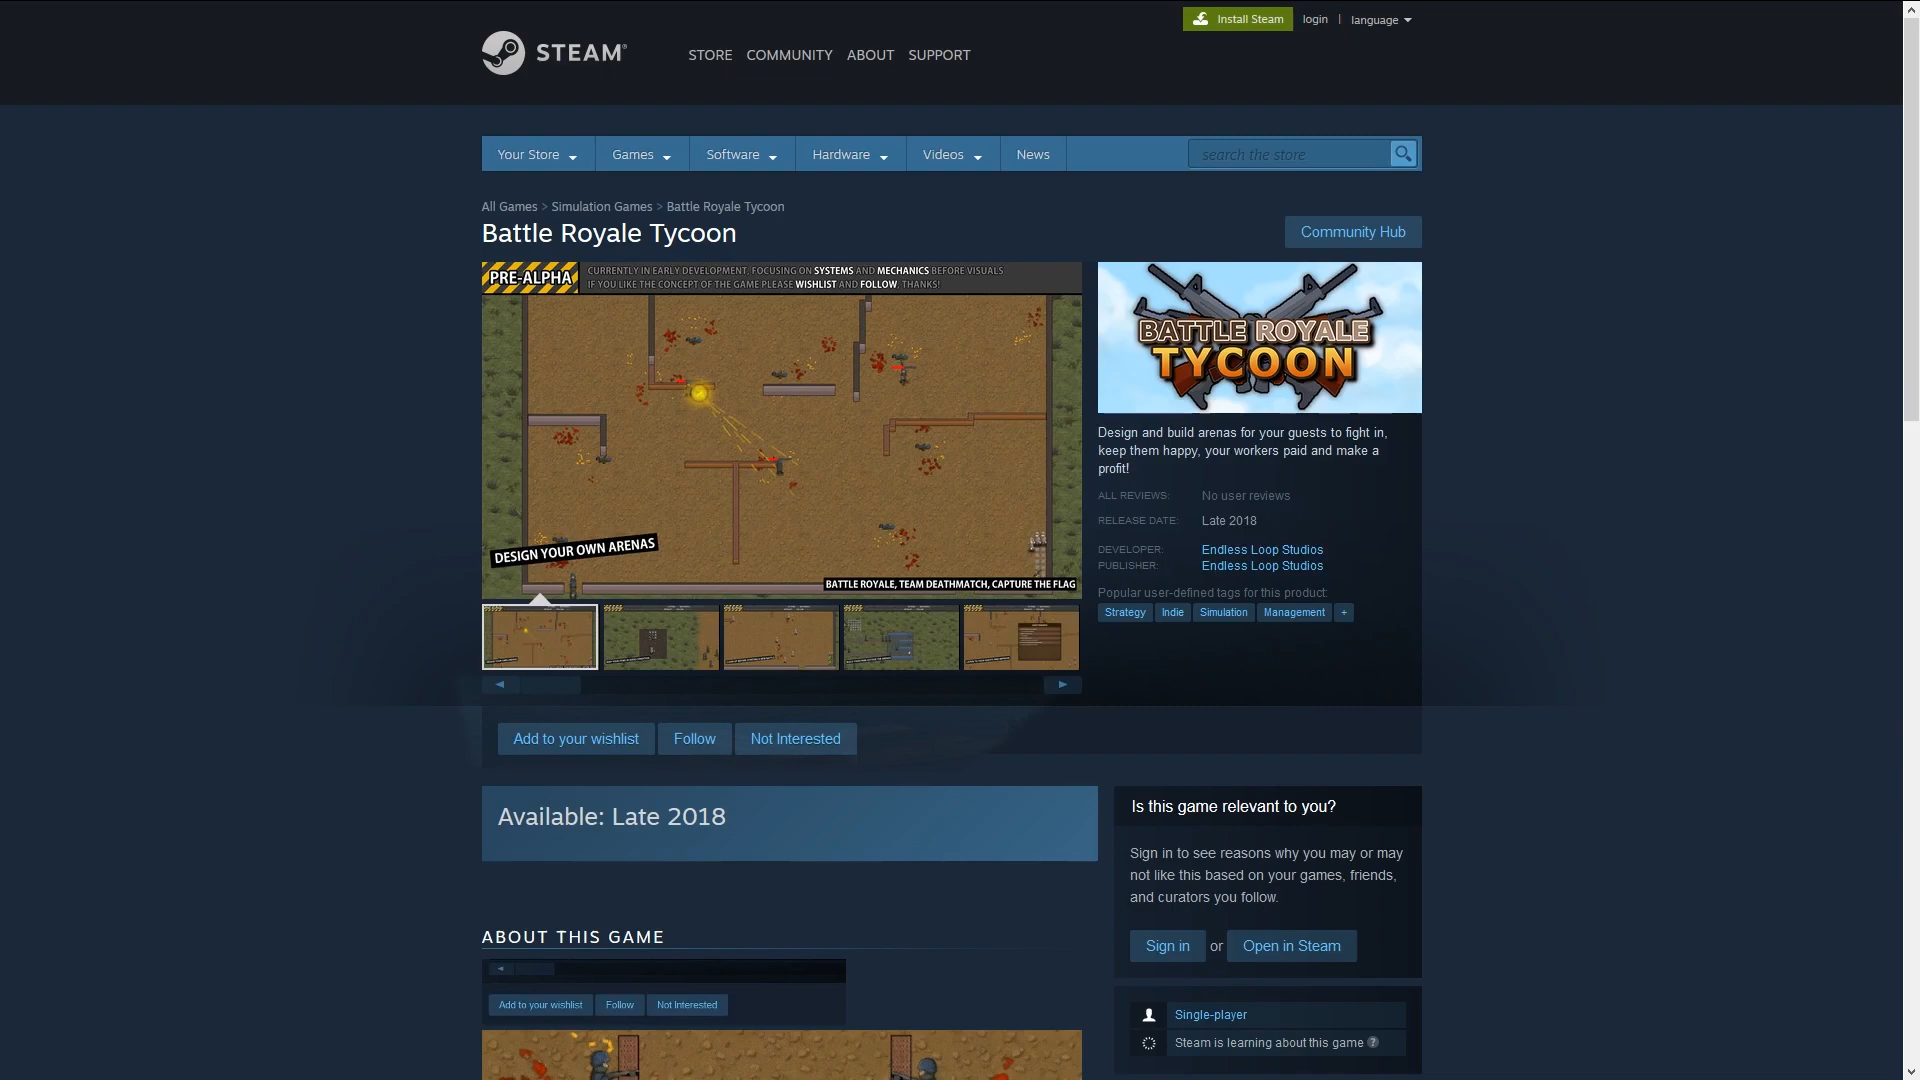 Install Steam login | language
STEAM®
STORE COMMUNITY ABOUT SUPPORT
Your Store Games Software Hardware Videos News search the store
All Games > Simulation Games > Battle Royale Tycoon
Battle Royale Tycoon
Community Hub
PRE-ALPHA
CURRENTLY IN EARLY DEVELOPMENT, FOCUSING ON SYSTEMS AND MECHANICS BEFORE VISUALS
IF YOU LIKE THE CONCEPT OF THE GAME PLEASE WISHLIST AND FOLLOW. THANKS!
DESIGN YOUR OWN ARENAS
BATTLE ROYALE, TEAM DEATHMATCH, CAPTURE THE FLAG
BATTLE ROYALE
TYCOON
Design and build arenas for your guests to fight in,
keep them happy, your workers paid and make a
profit!
ALL REVIEWS: No user reviews
RELEASE DATE: Late 2018
DEVELOPER: Endless Loop Studios
PUBLISHER: Endless Loop Studios
Popular user-defined tags for this product:
Strategy Indie Simulation Management +
Add to your wishlist Follow Not Interested
Available: Late 2018
Is this game relevant to you?
Sign in to see reasons why you may or may
not like this based on your games, friends,
and curators you follow.
Sign in or Open in Steam
ABOUT THIS GAME
Add to your wishlist Follow Not Interested
Single-player
Steam is learning about this game ?